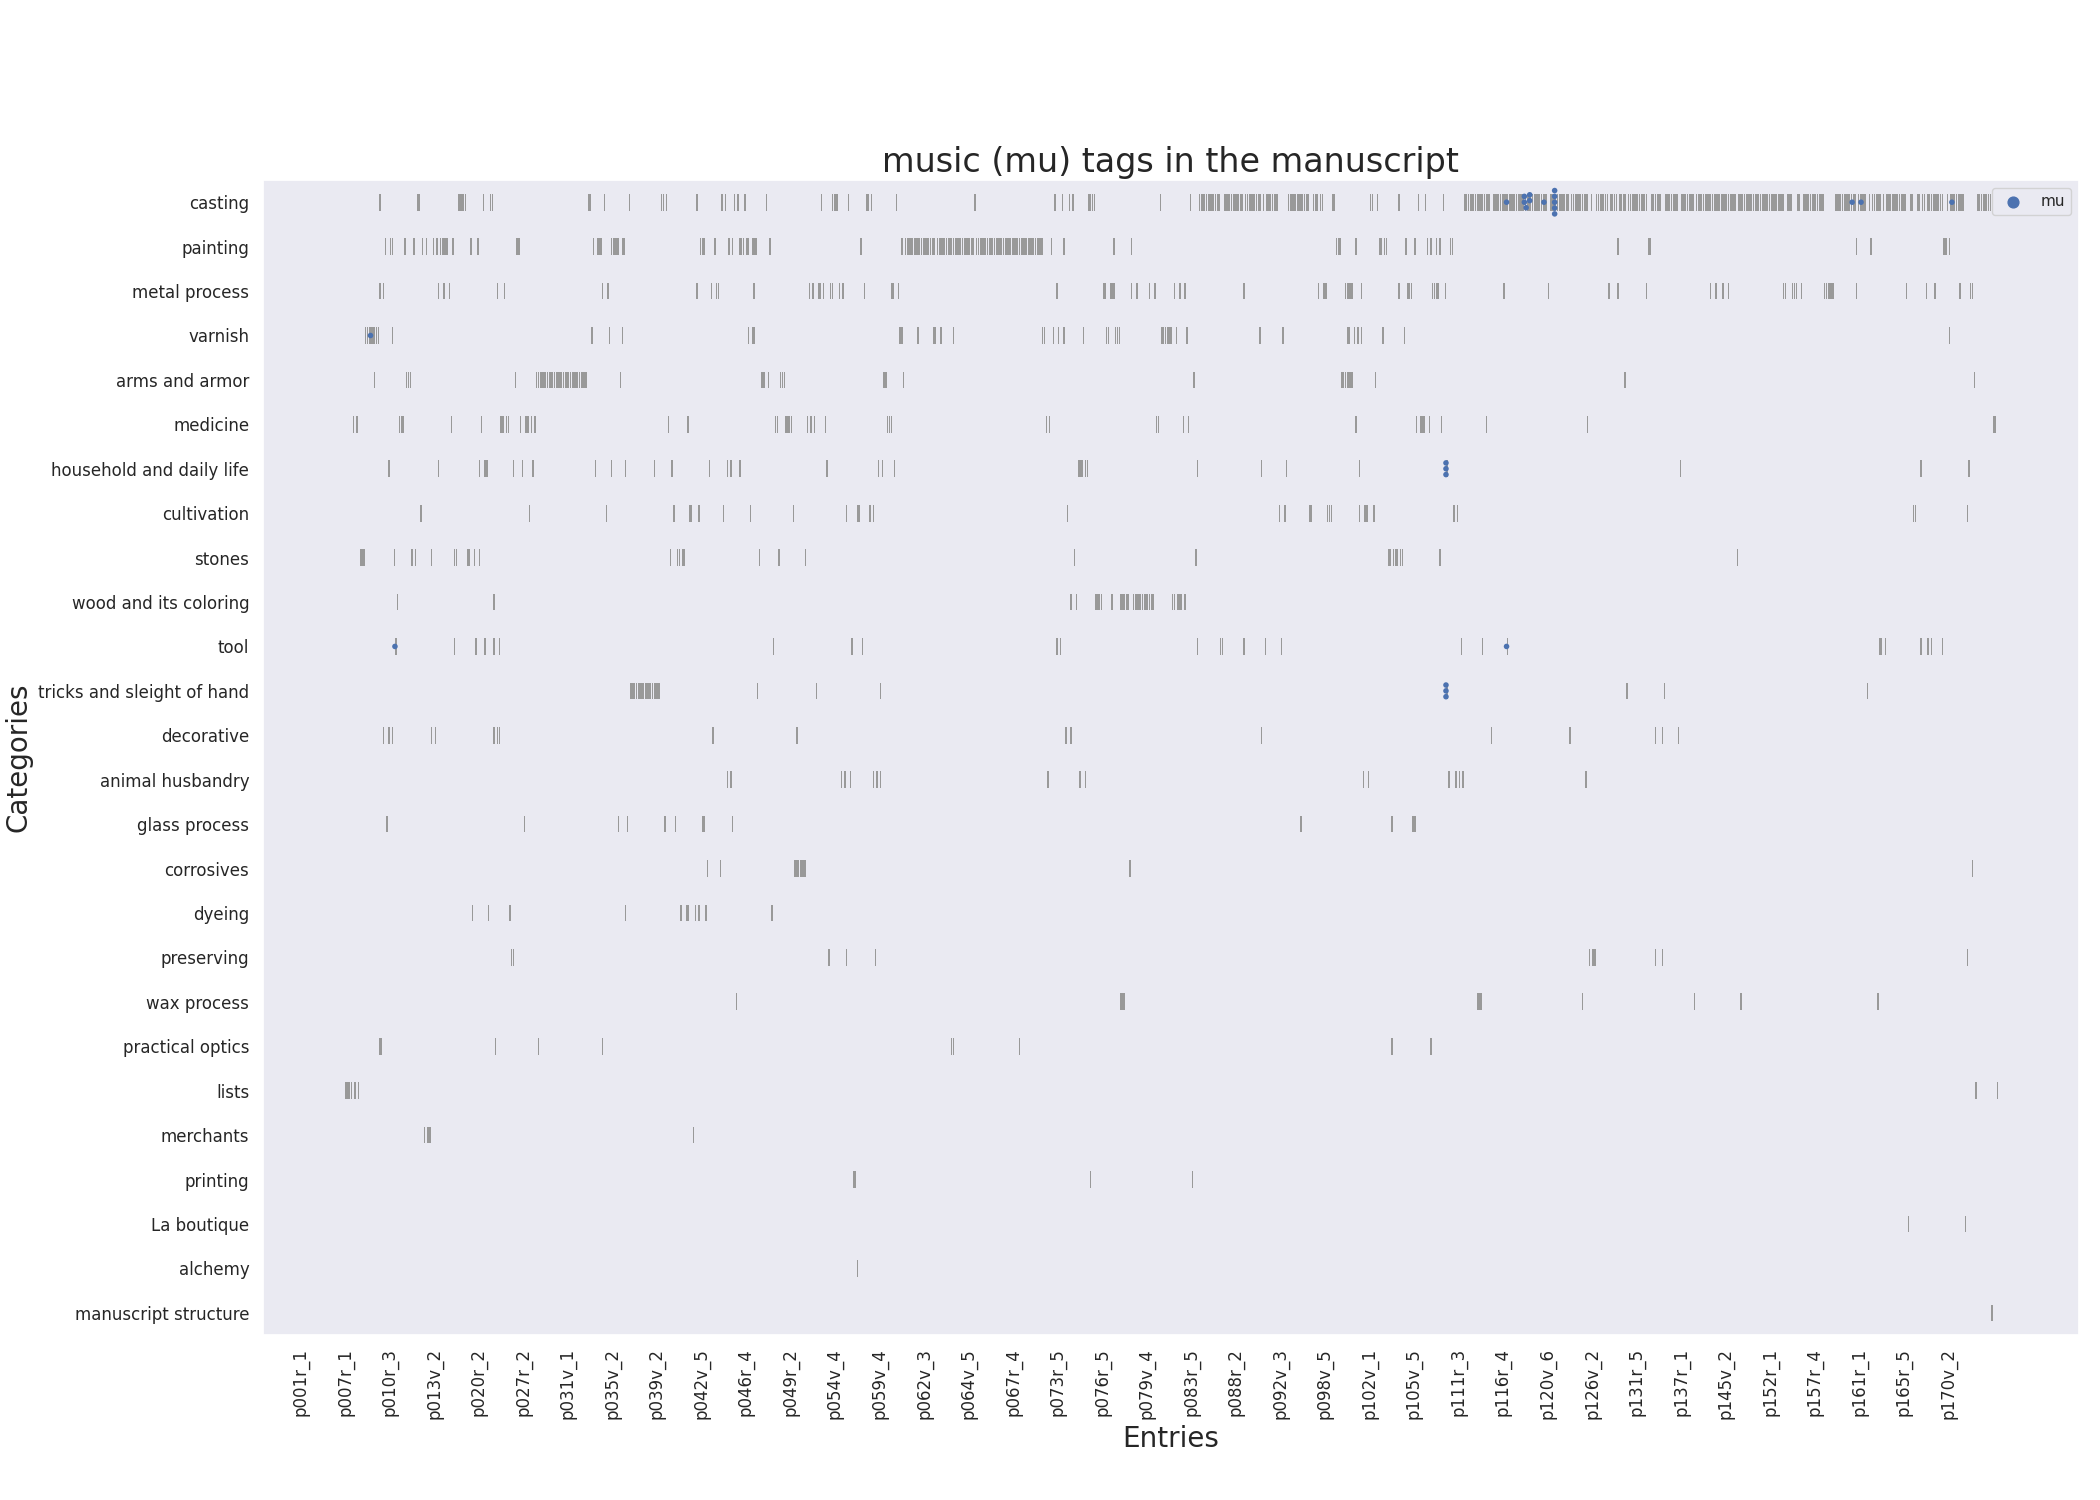 music (mu) tags in the manuscript
mu
Categories
casting
painting
metal process
varnish
arms and armor
medicine
household and daily life
cultivation
stones
wood and its coloring
tool
tricks and sleight of hand
decorative
animal husbandry
glass process
corrosives
dyeing
preserving
wax process
practical optics
lists
merchants
printing
La boutique
alchemy
manuscript structure
p001r_1
p007r_1
p010r_3
p013v_2
p020r_2
p027r_2
p031v_1
p035v_2
p039v_2
p042v_5
p046r_4
p049r_2
p054v_4
p059v_4
p062v_3
p064v_5
p067r_4
p073r_5
p076r_5
p079v_4
p083r_5
p088r_2
p092v_3
p098v_5
p102v_1
p105v_5
p111r_3
p116r_4
p120v_6
p126v_2
p131r_5
p137r_1
p145v_2
p152r_1
p157r_4
p161r_1
p165r_5
p170v_2
Entries